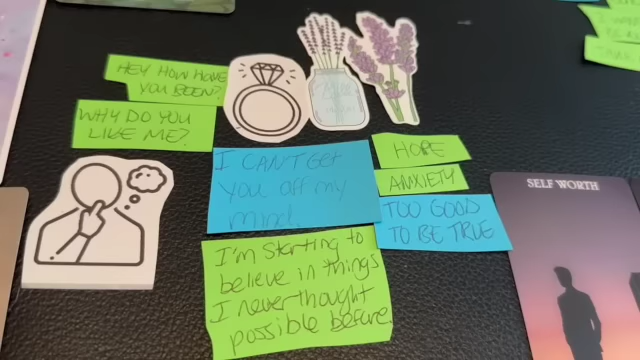 HEY HOW HAVE
YOU BEEN?
WHY DO YOU
LIKE ME?
I CAN'T GET
YOU OFF MY
MIND.
HOPE
ANXIETY
TOO GOOD
TO BE TRUE
I'm starting to
believe in things
I never thought
possible before.
SELF WORTH